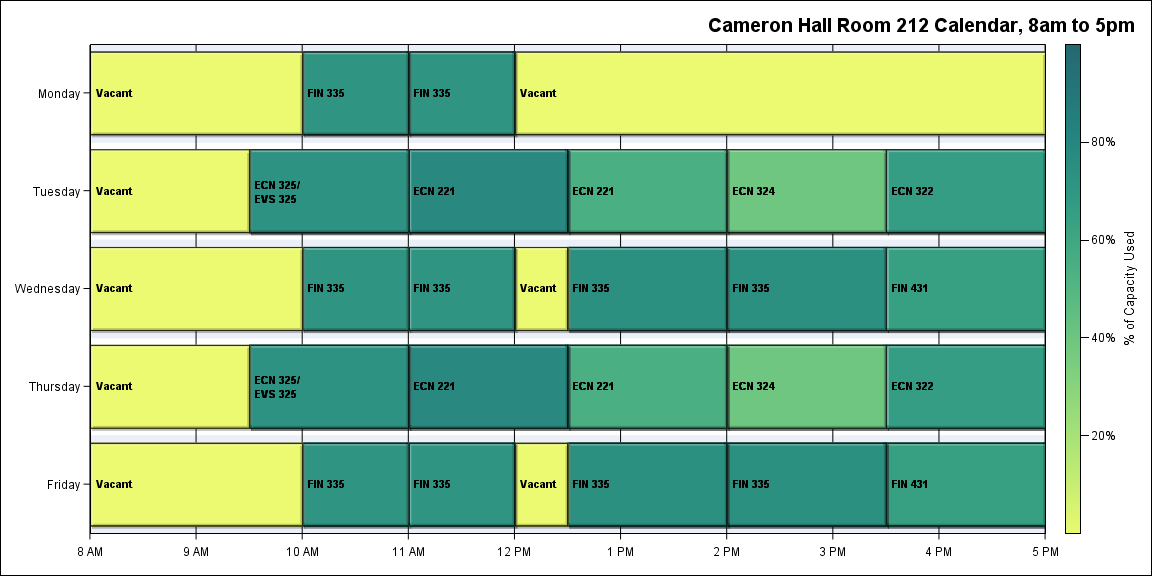 Cameron Hall Room 212 Calendar, 8am to 5pm
Monday
Vacant
FIN 335
FIN 335
Vacant
Tuesday
Vacant
ECN 325/
EVS 325
ECN 221
ECN 221
ECN 324
ECN 322
Wednesday
Vacant
FIN 335
FIN 335
Vacant
FIN 335
FIN 335
FIN 431
Thursday
Vacant
ECN 325/
EVS 325
ECN 221
ECN 221
ECN 324
ECN 322
Friday
Vacant
FIN 335
FIN 335
Vacant
FIN 335
FIN 335
FIN 431
8 AM
9 AM
10 AM
11 AM
12 PM
1 PM
2 PM
3 PM
4 PM
5 PM
80%
60%
40%
20%
% of Capacity Used